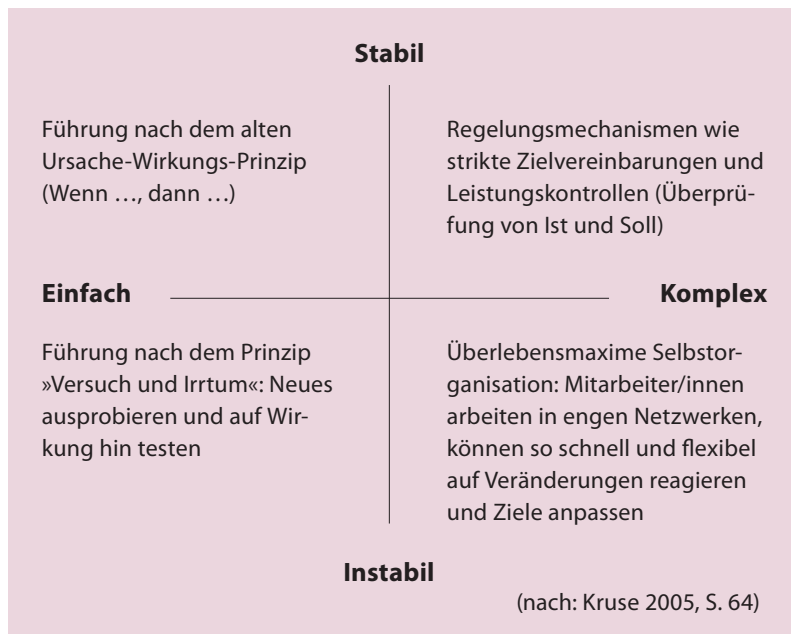 Stabil
Führung nach dem alten
Ursache-Wirkungs-Prinzip
(Wenn …, dann …)
Regelungsmechanismen wie
strikte Zielvereinbarungen und
Leistungskontrollen (Überprü-
fung von Ist und Soll)
Einfach
Komplex
Führung nach dem Prinzip
»Versuch und Irrtum«: Neues
ausprobieren und auf Wir-
kung hin testen
Überlebensmaxime Selbstor-
ganisation: Mitarbeiter/innen
arbeiten in engen Netzwerken,
können so schnell und flexibel
auf Veränderungen reagieren
und Ziele anpassen
Instabil
(nach: Kruse 2005, S. 64)